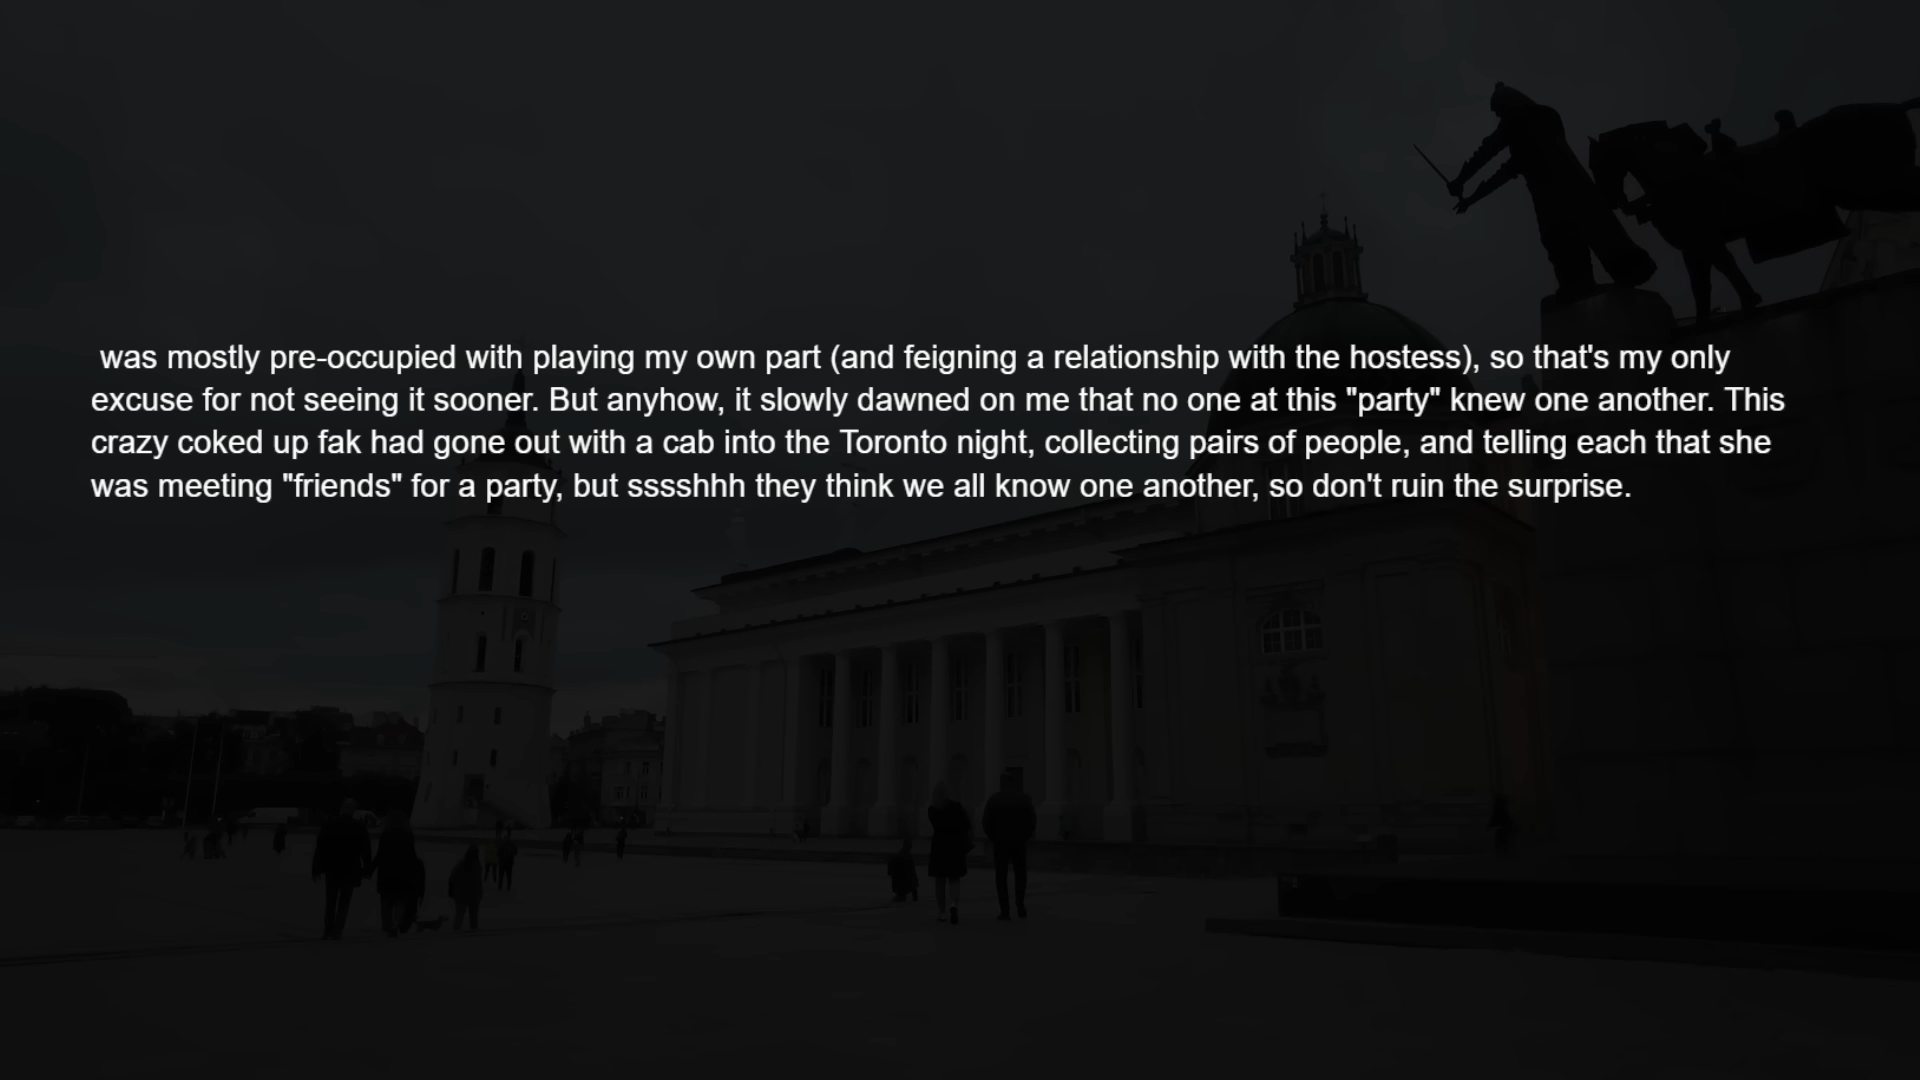 was mostly pre-occupied with playing my own part (and feigning a relationship with the hostess), so that's my only
excuse for not seeing it sooner. But anyhow, it slowly dawned on me that no one at this "party" knew one another. This
crazy coked up fak had gone out with a cab into the Toronto night, collecting pairs of people, and telling each that she
was meeting "friends" for a party, but sssshhh they think we all know one another, so don't ruin the surprise.